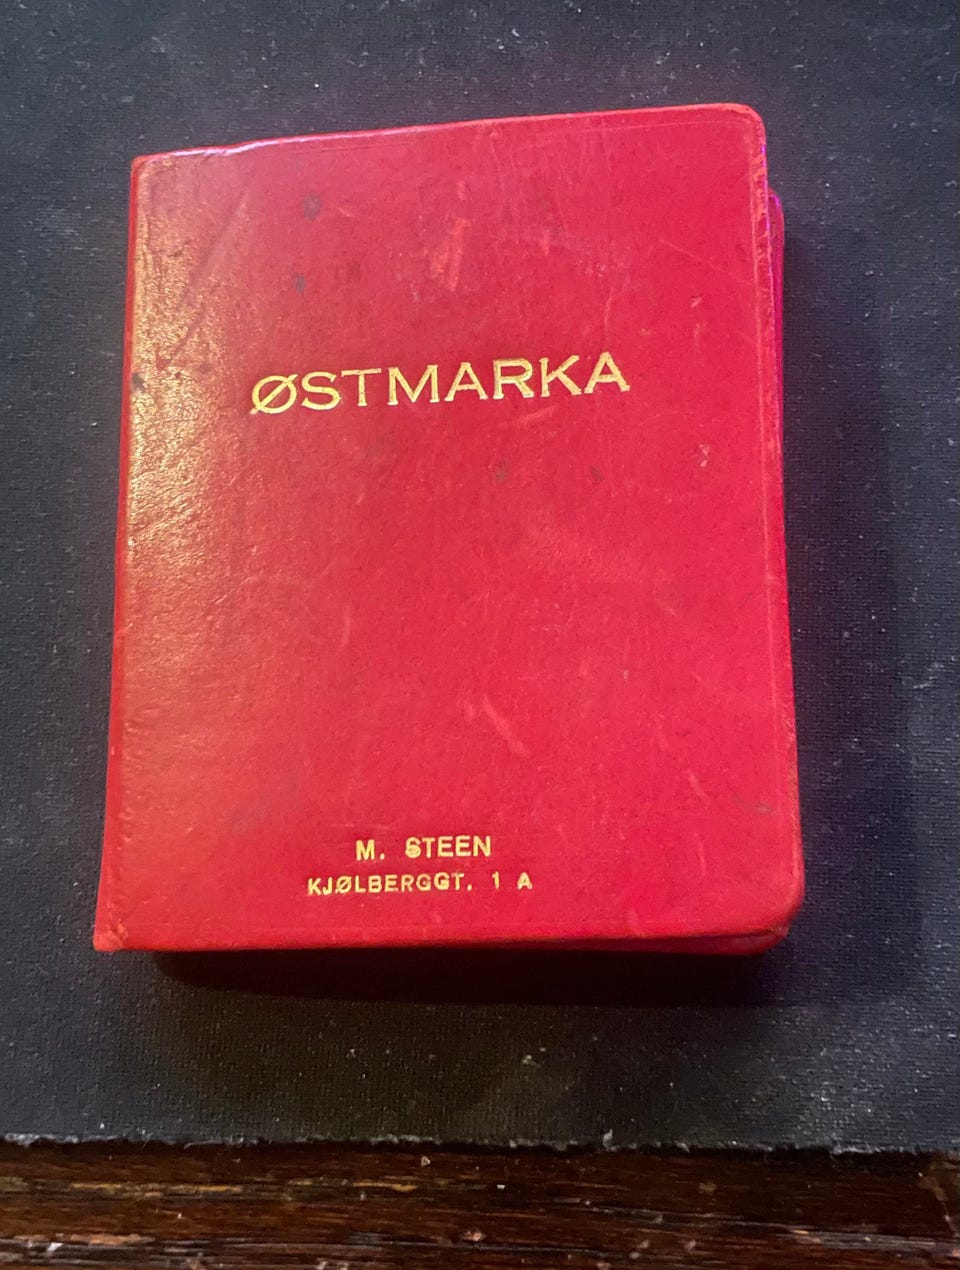 ØSTMARKA
M. STEEN
KJØLBERGGT. 1 A